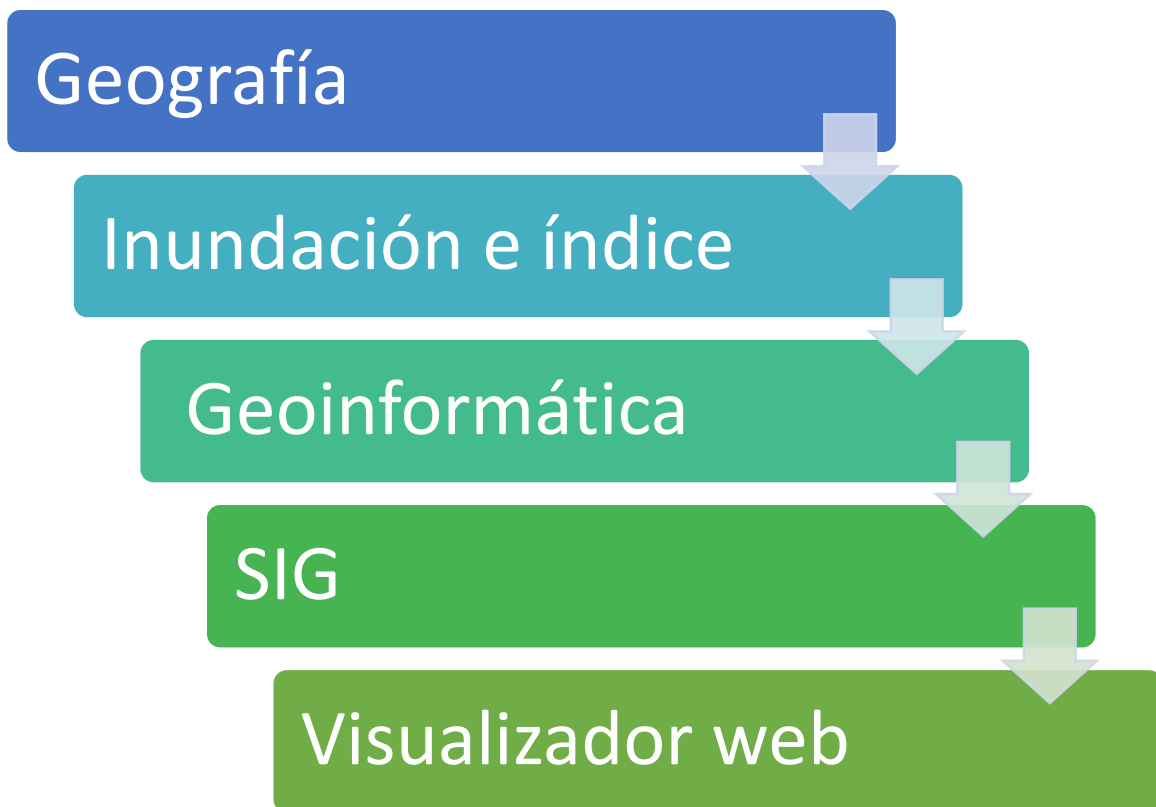 Geografía
Inundación e índice
Geoinformática
SIG
Visualizador web